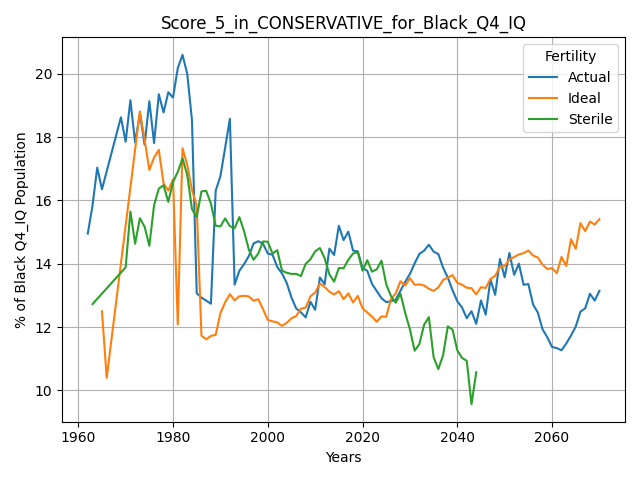 Score_5_in_CONSERVATIVE_for_Black_Q4_IQ
% of Black Q4_IQ Population
20
18
16
14
12
10
Fertility
Actual
Ideal
Sterile
1960 1980 2000 2020 2040 2060
Years